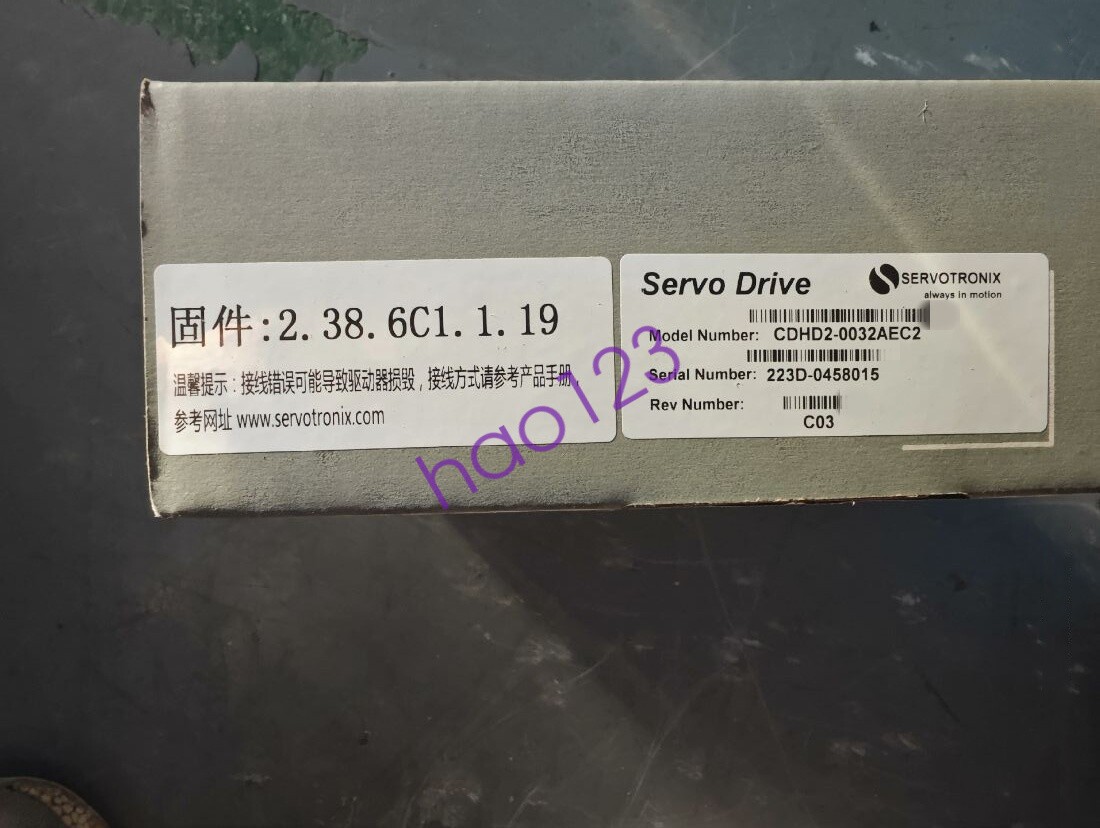 固件:2.38.6C1.1.19
温馨提示：接线错误可能导致驱动器损毁，接线方式请参考产品手册，
参考网址 www.servotronix.com
Servo Drive
SERVOTRONIX
always in motion
Model Number: CDHD2-0032AEC2
Serial Number: 223D-0458015
Rev Number:
C03
hao123